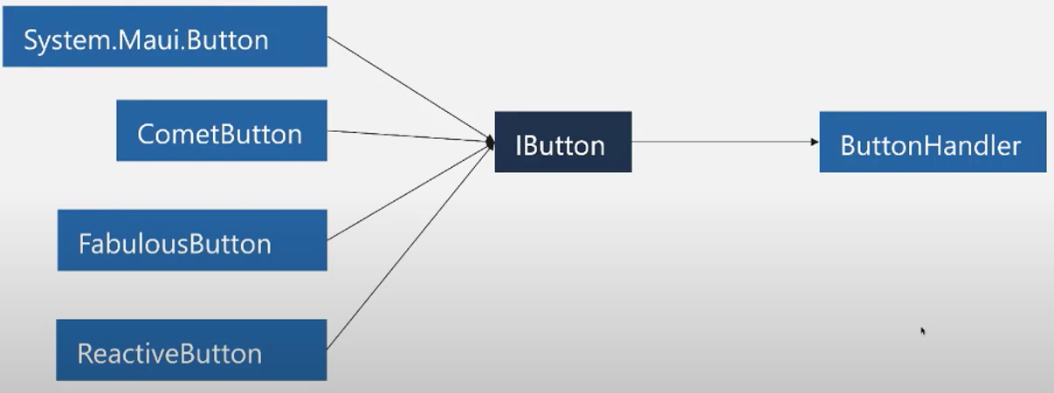 System.Maui.Button
CometButton
IButton
ButtonHandler
FabulousButton
ReactiveButton